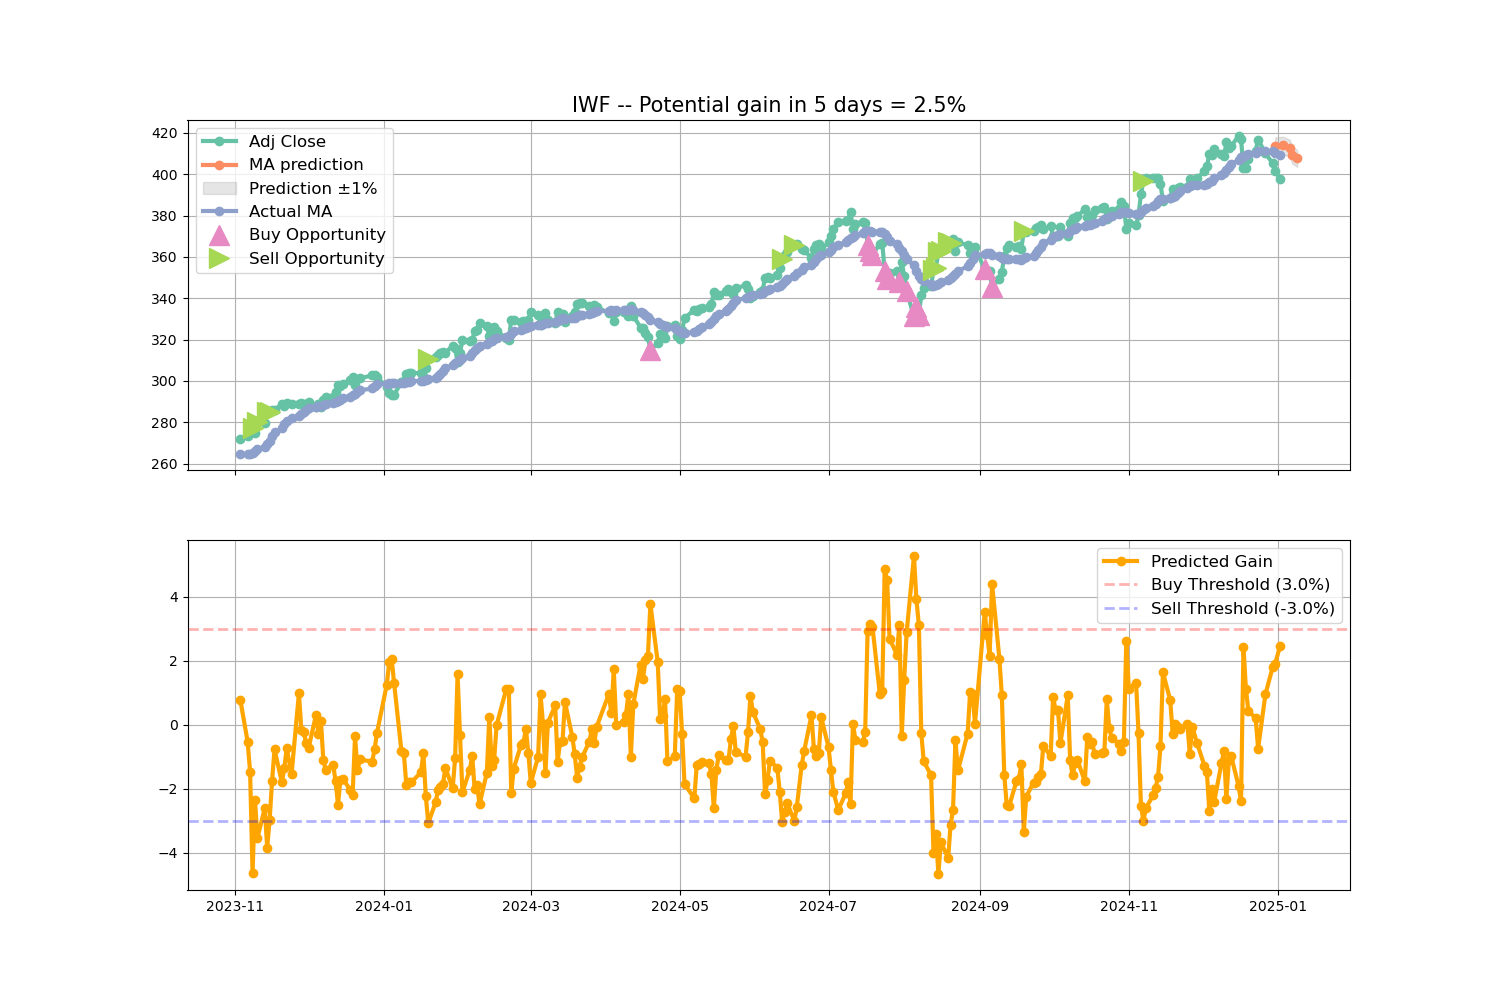 IWF -- Potential gain in 5 days = 2.5%
420
400
380
360
340
320
300
280
260
Adj Close
MA prediction
Prediction ±1%
Actual MA
Buy Opportunity
Sell Opportunity
4
2
0
−2
−4
Predicted Gain
Buy Threshold (3.0%)
Sell Threshold (-3.0%)
2023-11
2024-01
2024-03
2024-05
2024-07
2024-09
2024-11
2025-01